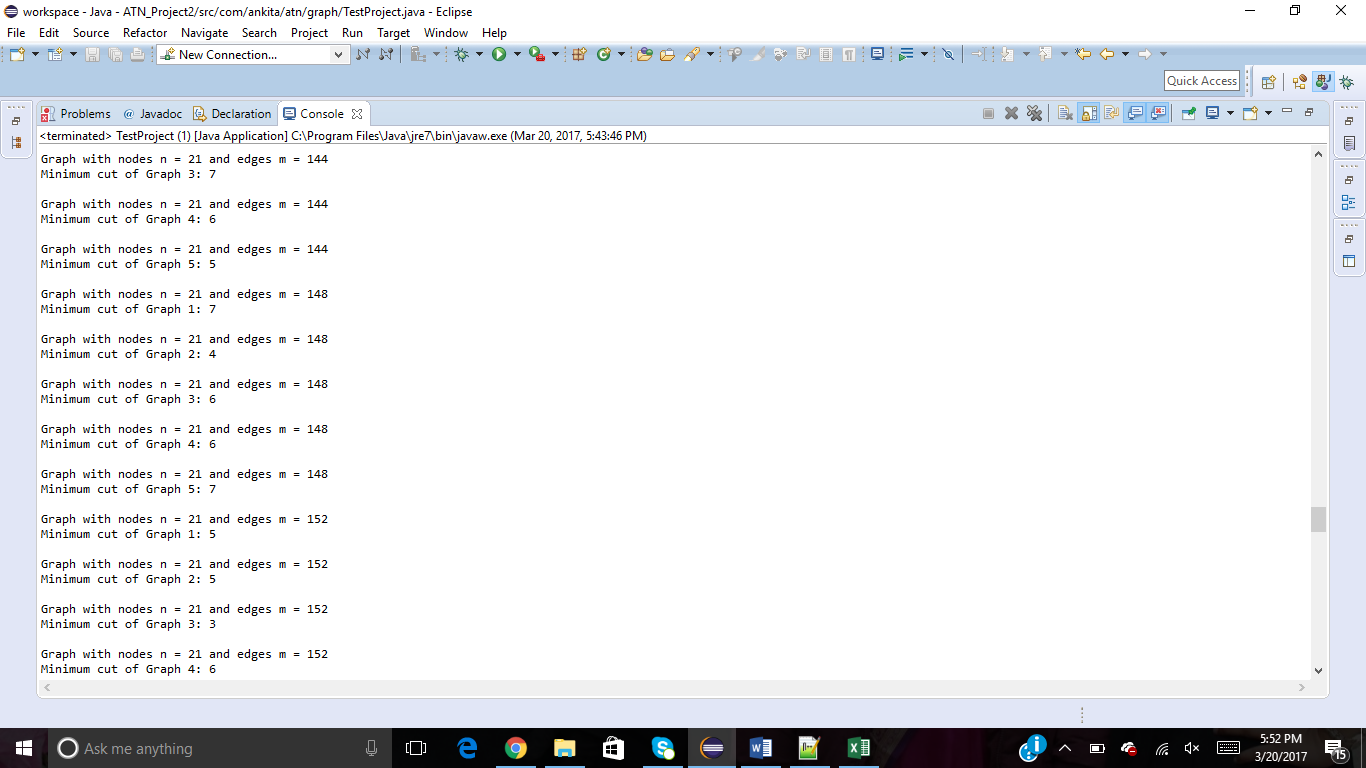 workspace - Java - ATN_Project2/src/com/ankita/atn/graph/TestProject.java - Eclipse
File Edit Source Refactor Navigate Search Project Run Target Window Help
New Connection...
Quick Access
Problems @ Javadoc Declaration Console
<terminated> TestProject (1) [Java Application] C:\Program Files\Java\jre7\bin\javaw.exe (Mar 20, 2017, 5:43:46 PM)
Graph with nodes n = 21 and edges m = 144
Minimum cut of Graph 3: 7
Graph with nodes n = 21 and edges m = 144
Minimum cut of Graph 4: 6
Graph with nodes n = 21 and edges m = 144
Minimum cut of Graph 5: 5
Graph with nodes n = 21 and edges m = 148
Minimum cut of Graph 1: 7
Graph with nodes n = 21 and edges m = 148
Minimum cut of Graph 2: 4
Graph with nodes n = 21 and edges m = 148
Minimum cut of Graph 3: 6
Graph with nodes n = 21 and edges m = 148
Minimum cut of Graph 4: 6
Graph with nodes n = 21 and edges m = 148
Minimum cut of Graph 5: 7
Graph with nodes n = 21 and edges m = 152
Minimum cut of Graph 1: 5
Graph with nodes n = 21 and edges m = 152
Minimum cut of Graph 2: 5
Graph with nodes n = 21 and edges m = 152
Minimum cut of Graph 3: 3
Graph with nodes n = 21 and edges m = 152
Minimum cut of Graph 4: 6
Ask me anything
5:52 PM
3/20/2017
15